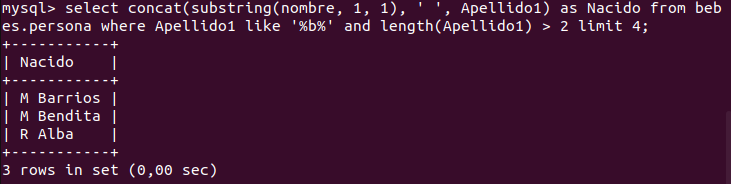 mysql> select concat(substring(nombre, 1, 1), ' ', Apellido1) as Nacido from beb
es.persona where Apellido1 like '%b%' and length(Apellido1) > 2 limit 4;
+-----------+
| Nacido    |
+-----------+
| M Barrios |
| M Bendita |
| R Alba    |
+-----------+
3 rows in set (0,00 sec)